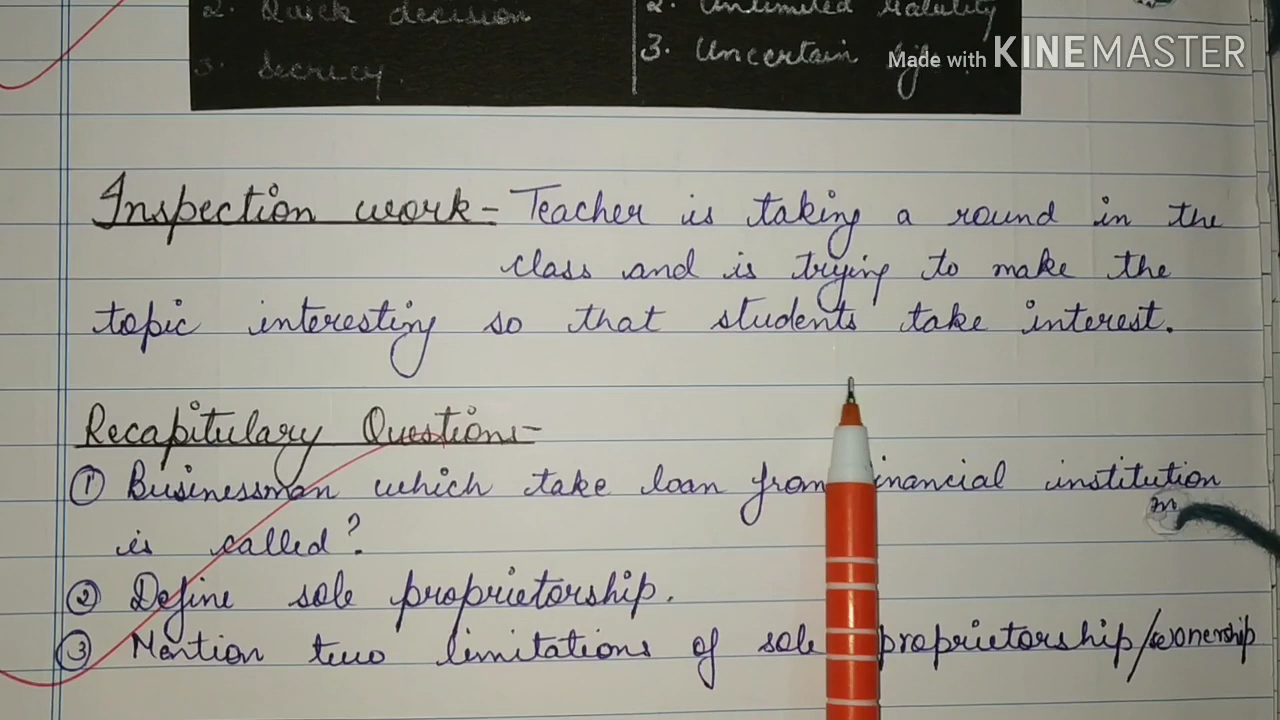 2. Quick decision
2. Unlimited liability
3. Secrecy.
3. Uncertain life.
Made with KINEMASTER
Inspection work- Teacher is taking a round in the
class and is trying to make the
topic interesting so that students take interest.
Recapitulary Questions-
① Businessman which take loan from inancial institution
is called?
② Define sole proprietorship.
③ Mention two limitations of sole proprietorship/